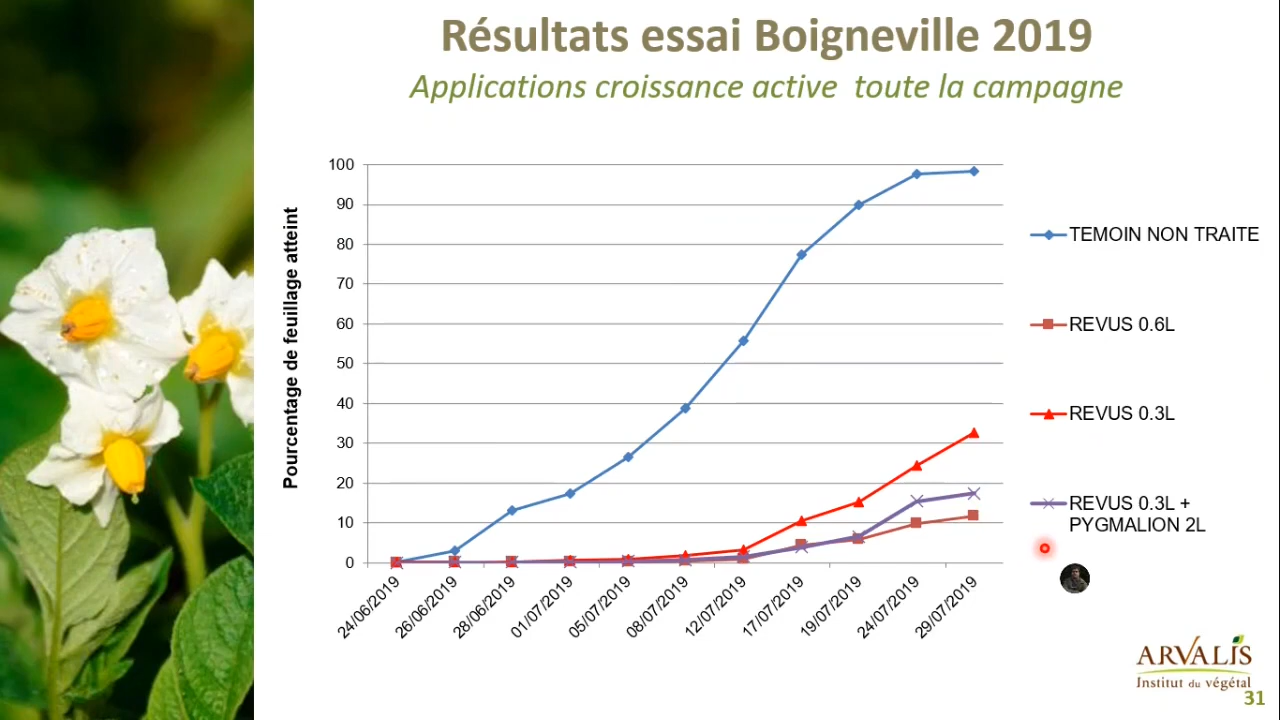 Résultats essai Boigneville 2019
Applications croissance active toute la campagne
Pourcentage de feuillage atteint
100
90
80
70
60
50
40
30
20
10
0
24/06/2019
26/06/2019
28/06/2019
01/07/2019
05/07/2019
08/07/2019
12/07/2019
17/07/2019
19/07/2019
24/07/2019
29/07/2019
TEMOIN NON TRAITE
REVUS 0.6L
REVUS 0.3L
REVUS 0.3L +
PYGMALION 2L
ARVALIS
Institut du végétal
31